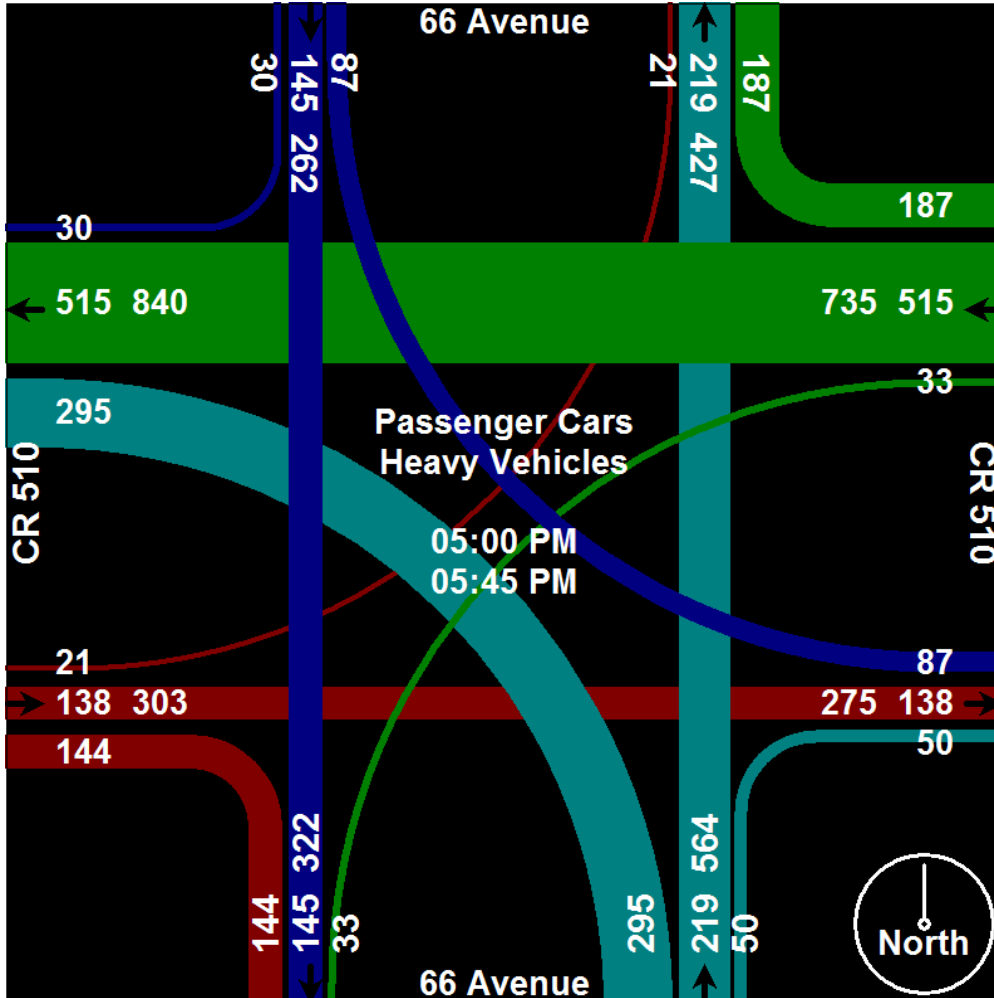 66 Avenue
30
145 262
87
21
219 427
187
187
30
515 840
735 515
33
295
Passenger Cars
Heavy Vehicles
CR 510
CR 510
05:00 PM
05:45 PM
21
87
138 303
275 138
144
50
144
145 322
33
295
219 564
50
North
66 Avenue